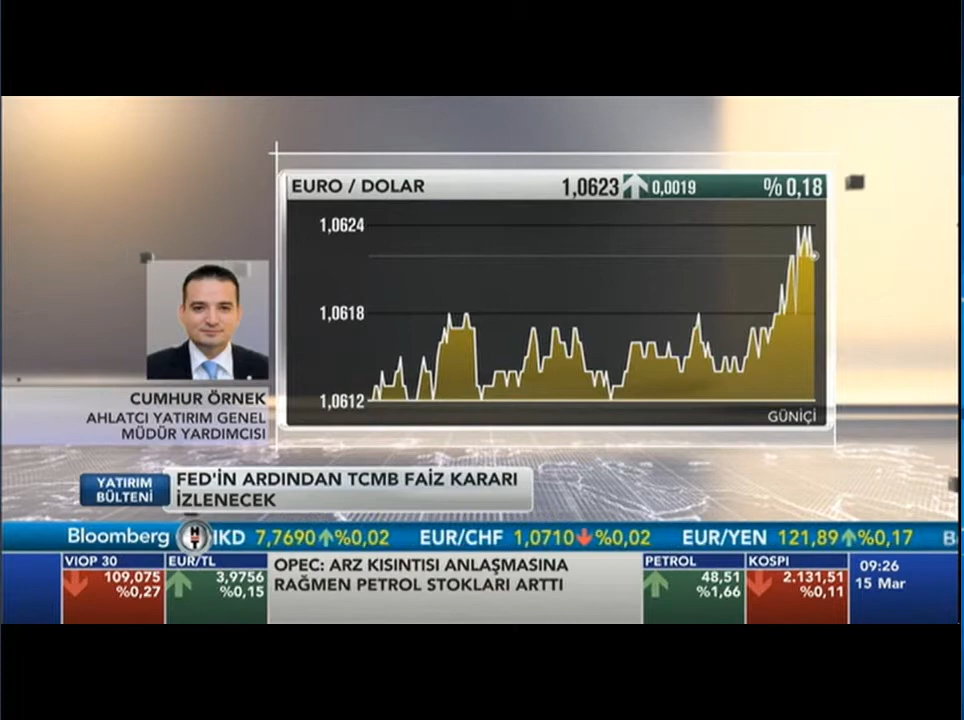 EURO / DOLAR 1,0623 0,0019 %0,18
1,0624
1,0618
1,0612
GÜNİÇİ
CUMHUR ÖRNEK
AHLATCI YATIRIM GENEL
MÜDÜR YARDIMCISI
YATIRIM
BÜLTENİ
FED'İN ARDINDAN TCMB FAİZ KARARI
İZLENECEK
Bloomberg HT HKD 7,7690 %0,02 EUR/CHF 1,0710 %0,02 EUR/YEN 121,89 %0,17 B
VIOP 30
109,075
%0,27
EUR/TL
3,9756
%0,15
OPEC: ARZ KISINTISI ANLAŞMASINA
RAĞMEN PETROL STOKLARI ARTTI
PETROL
48,51
%1,66
KOSPI
2.131,51
%0,11
09:26
15 Mar